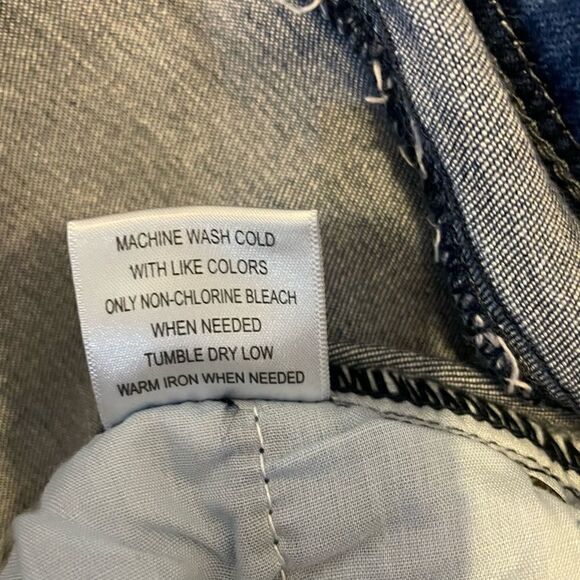 MACHINE WASH COLD
WITH LIKE COLORS
ONLY NON-CHLORINE BLEACH
WHEN NEEDED
TUMBLE DRY LOW
WARM IRON WHEN NEEDED